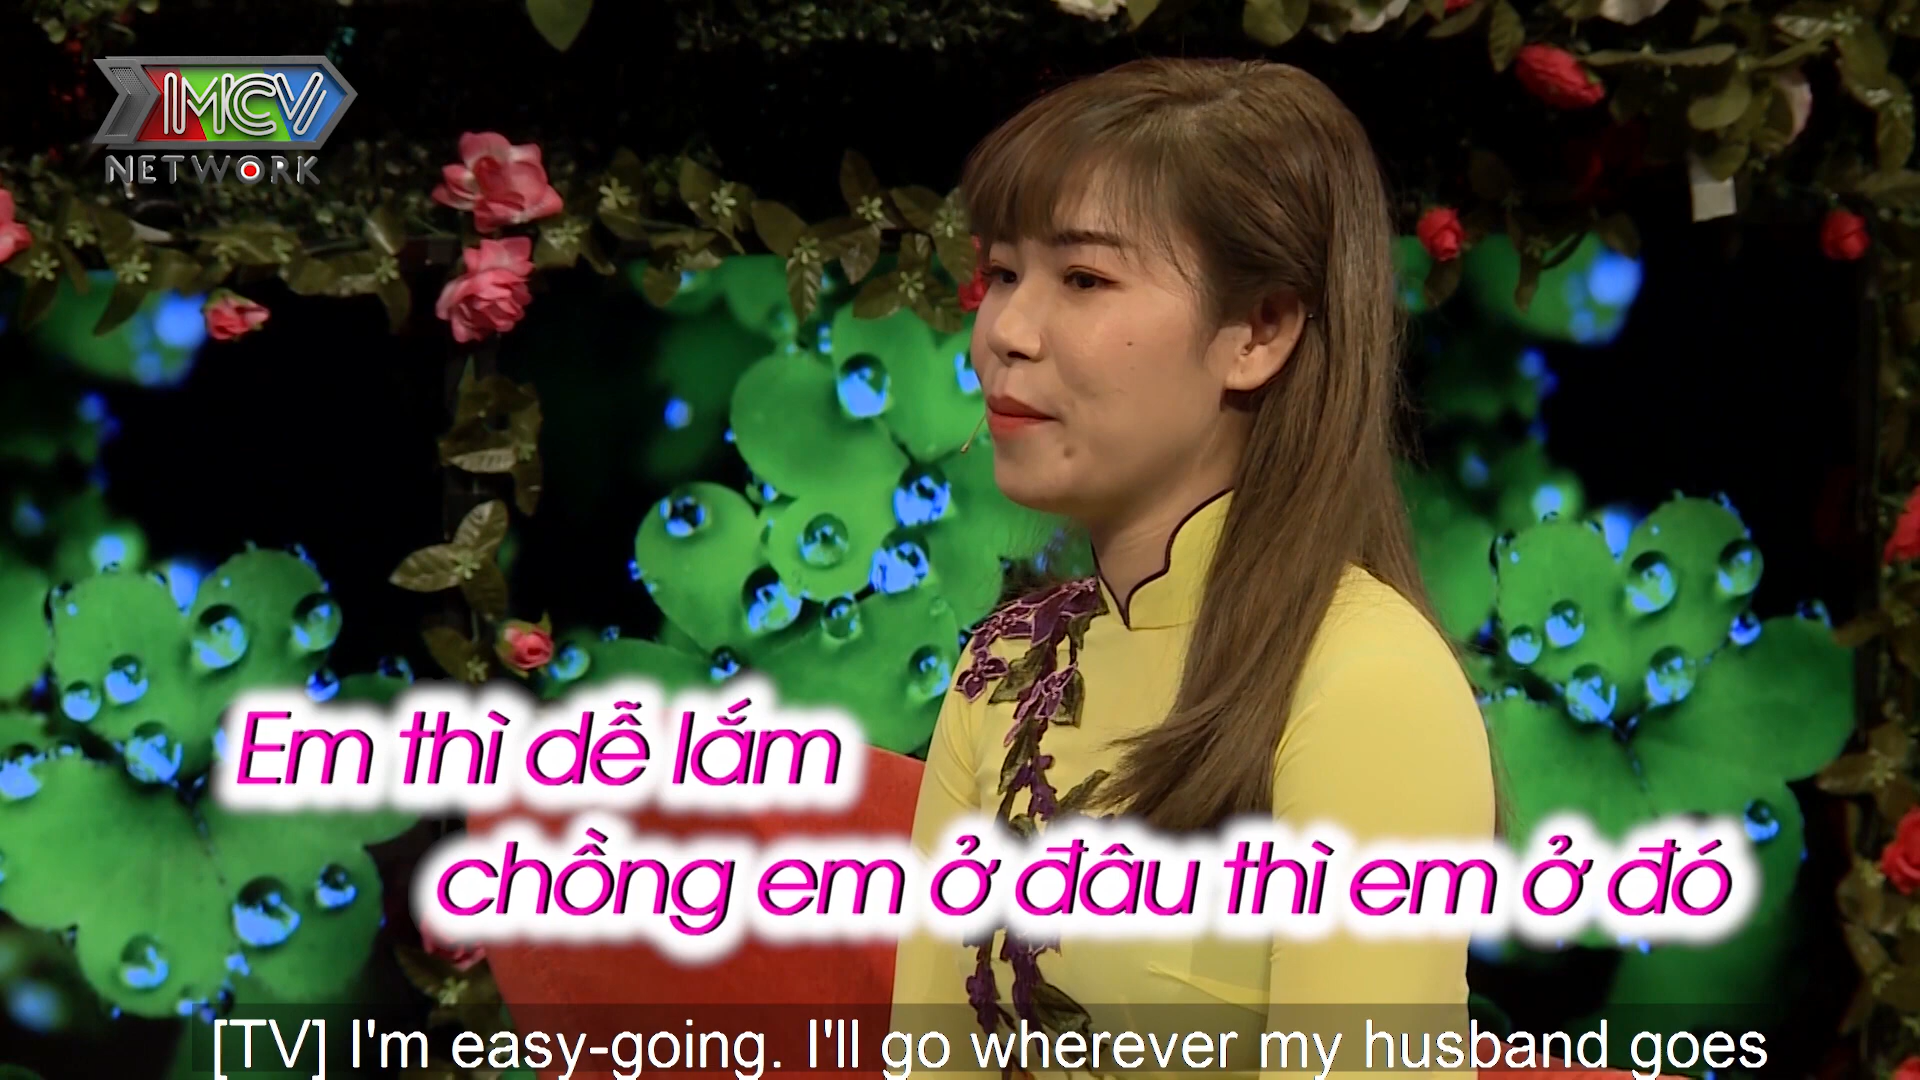 MCV
NETWORK
Em thì dễ lắm
chồng em ở đâu thì em ở đó
[TV] I'm easy-going. I'll go wherever my husband goes